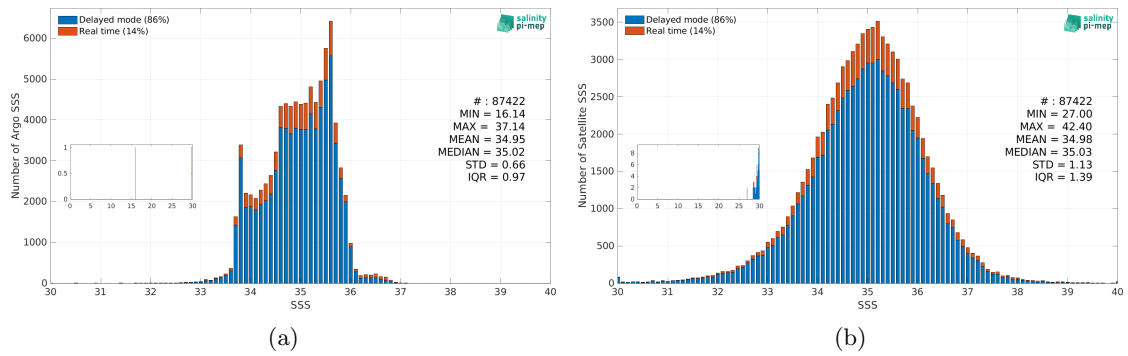 Delayed mode (86%)
Real time (14%)
salinity
pi-mep
Number of Argo SSS
6000
5000
4000
3000
2000
1000
0
# : 87422
MIN = 16.14
MAX = 37.14
MEAN = 34.95
MEDIAN = 35.02
STD = 0.66
IQR = 0.97
1
0.5
0
5 10 15 20 25 30
30 31 32 33 34 35 36 37 38 39 40
SSS
(a)
Delayed mode (86%)
Real time (14%)
salinity
pi-mep
Number of Satellite SSS
3500
3000
2500
2000
1500
1000
500
0
# : 87422
MIN = 27.00
MAX = 42.40
MEAN = 34.98
MEDIAN = 35.03
STD = 1.13
IQR = 1.39
8
6
4
2
0
0 5 10 15 20 25 30
30 31 32 33 34 35 36 37 38 39 40
SSS
(b)